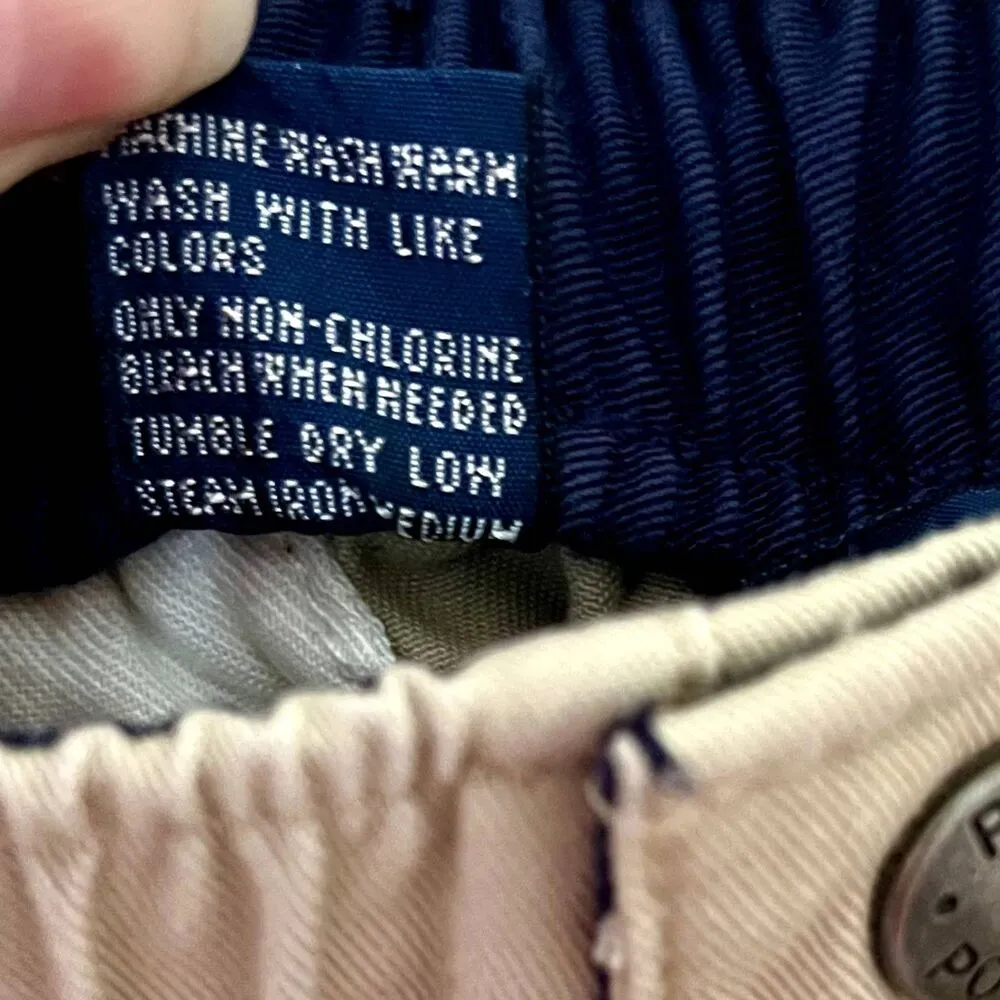 MACHINE WASH WARM
WASH WITH LIKE
COLORS
ONLY NON-CHLORINE
BLEACH WHEN NEEDED
TUMBLE DRY LOW
STEAM IRON MEDIUM